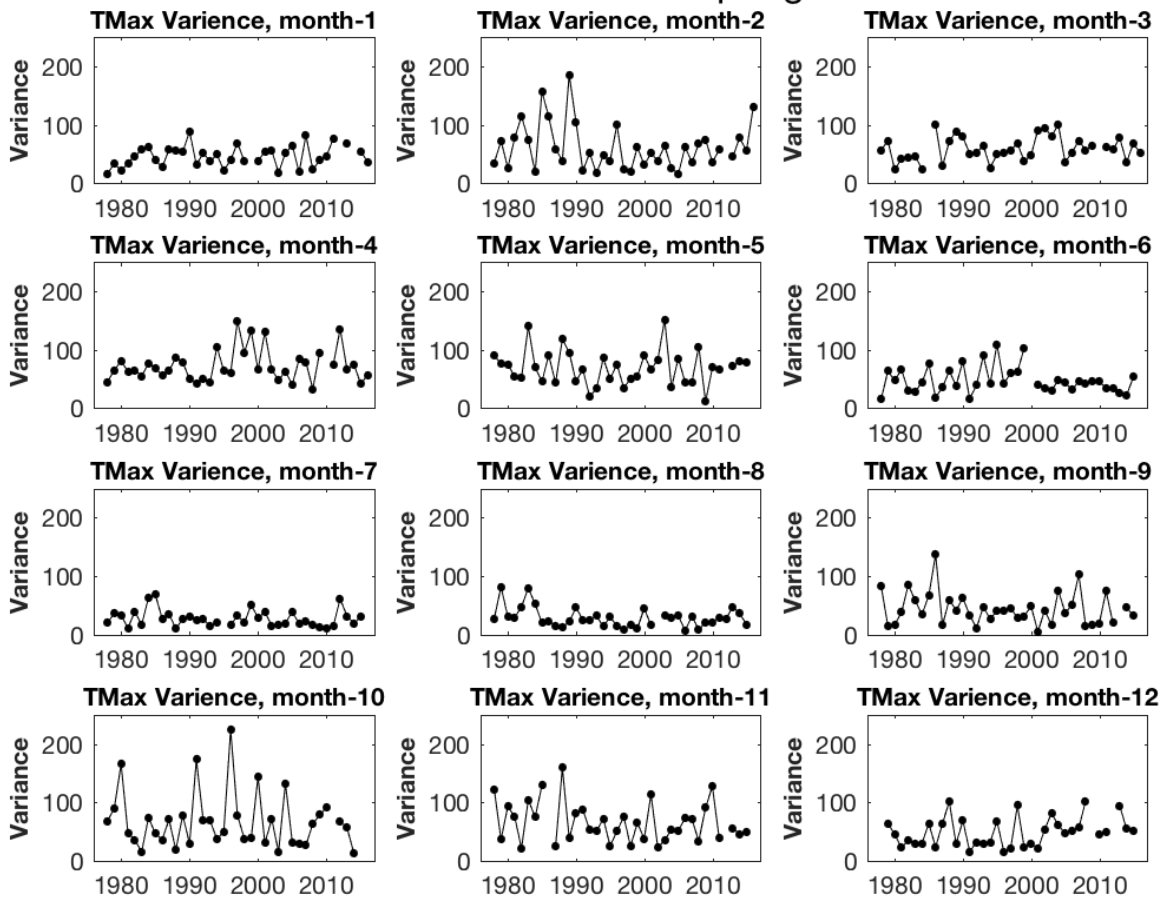 TMax Varience, month-1 TMax Varience, month-2 TMax Varience, month-3
Variance 200 100 0 Variance 200 100 0 Variance 200 100 0
1980 1990 2000 2010 1980 1990 2000 2010 1980 1990 2000 2010
TMax Varience, month-4 TMax Varience, month-5 TMax Varience, month-6
Variance 200 100 0 Variance 200 100 0 Variance 200 100 0
1980 1990 2000 2010 1980 1990 2000 2010 1980 1990 2000 2010
TMax Varience, month-7 TMax Varience, month-8 TMax Varience, month-9
Variance 200 100 0 Variance 200 100 0 Variance 200 100 0
1980 1990 2000 2010 1980 1990 2000 2010 1980 1990 2000 2010
TMax Varience, month-10 TMax Varience, month-11 TMax Varience, month-12
Variance 200 100 0 Variance 200 100 0 Variance 200 100 0
1980 1990 2000 2010 1980 1990 2000 2010 1980 1990 2000 2010